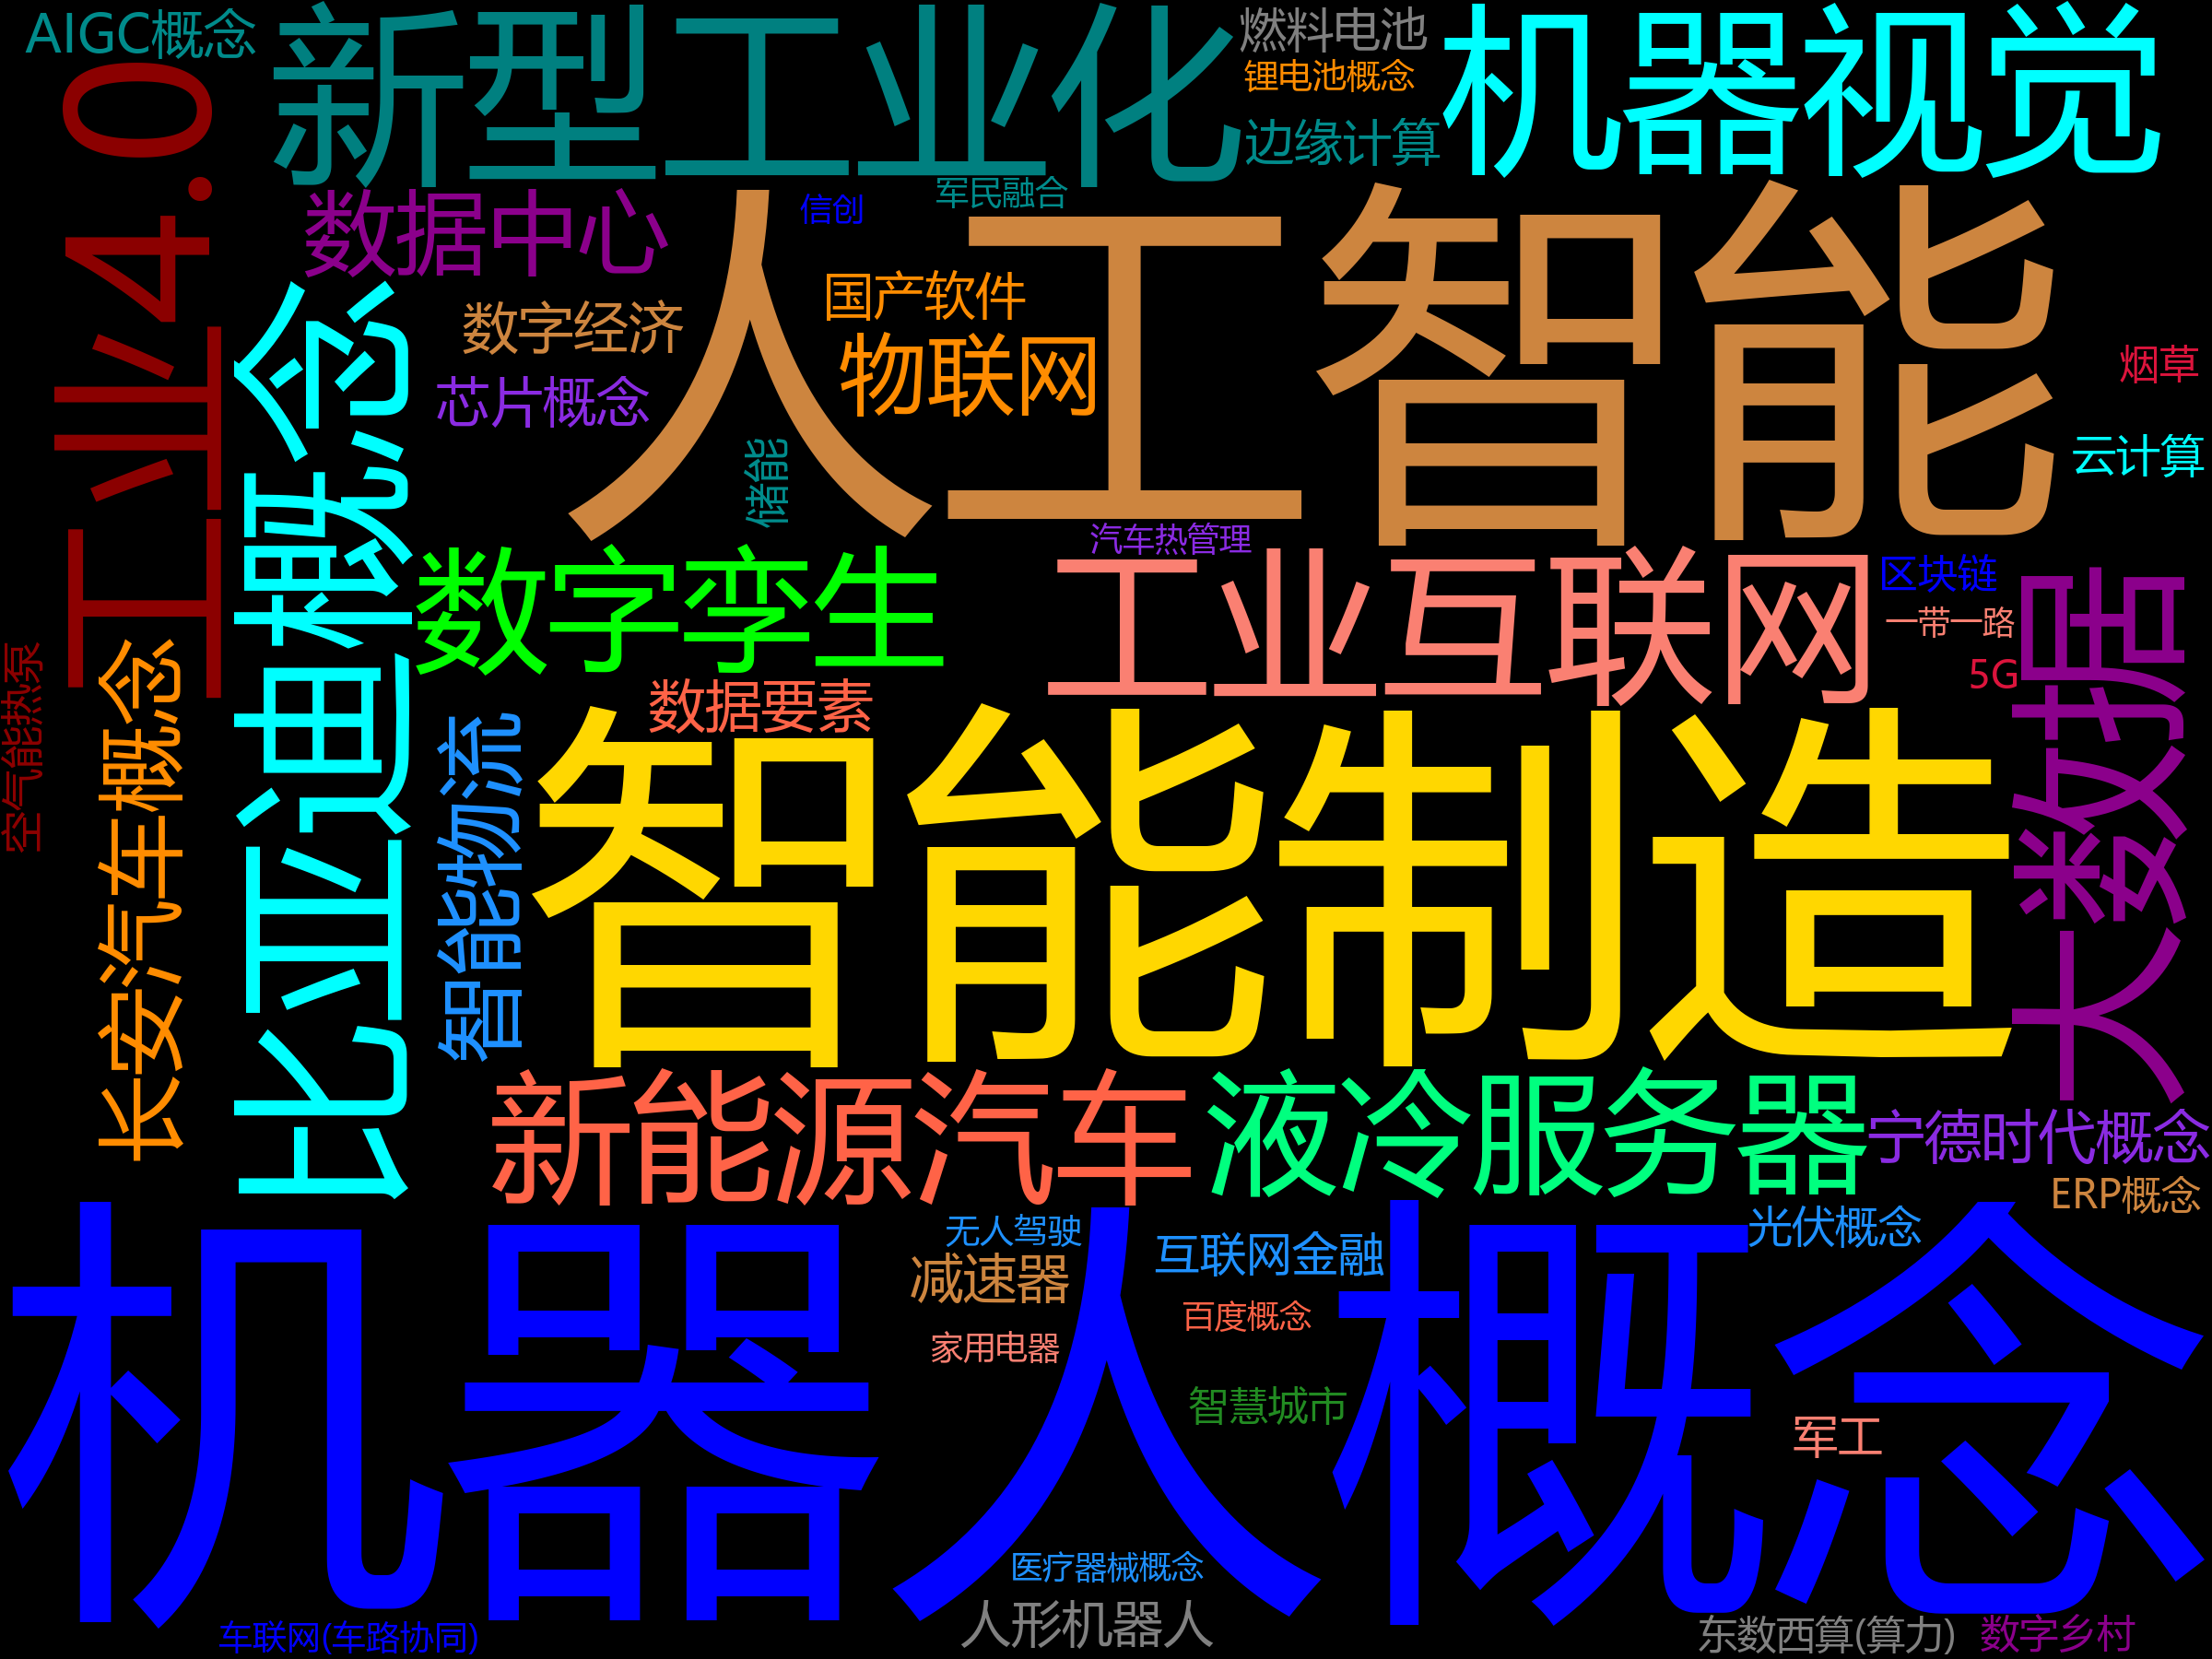 AIGC概念
新型工业化
燃料电池
锂电池概念
边缘计算
机器视觉
工业4.0
数据中心
信创
军民融合
人工智能
国产软件
物联网
数字经济
芯片概念
储能
烟草
云计算
比亚迪概念
数字孪生
汽车热管理
工业互联网
区块链
一带一路
5G
大数据
空气能热泵
长安汽车概念
智能物流
数据要素
智能制造
新能源汽车
液冷服务器
宁德时代概念
ERP概念
光伏概念
无人驾驶
减速器
家用电器
互联网金融
百度概念
智慧城市
机器人概念
军工
医疗器械概念
人形机器人
车联网(车路协同)
东数西算(算力)
数字乡村